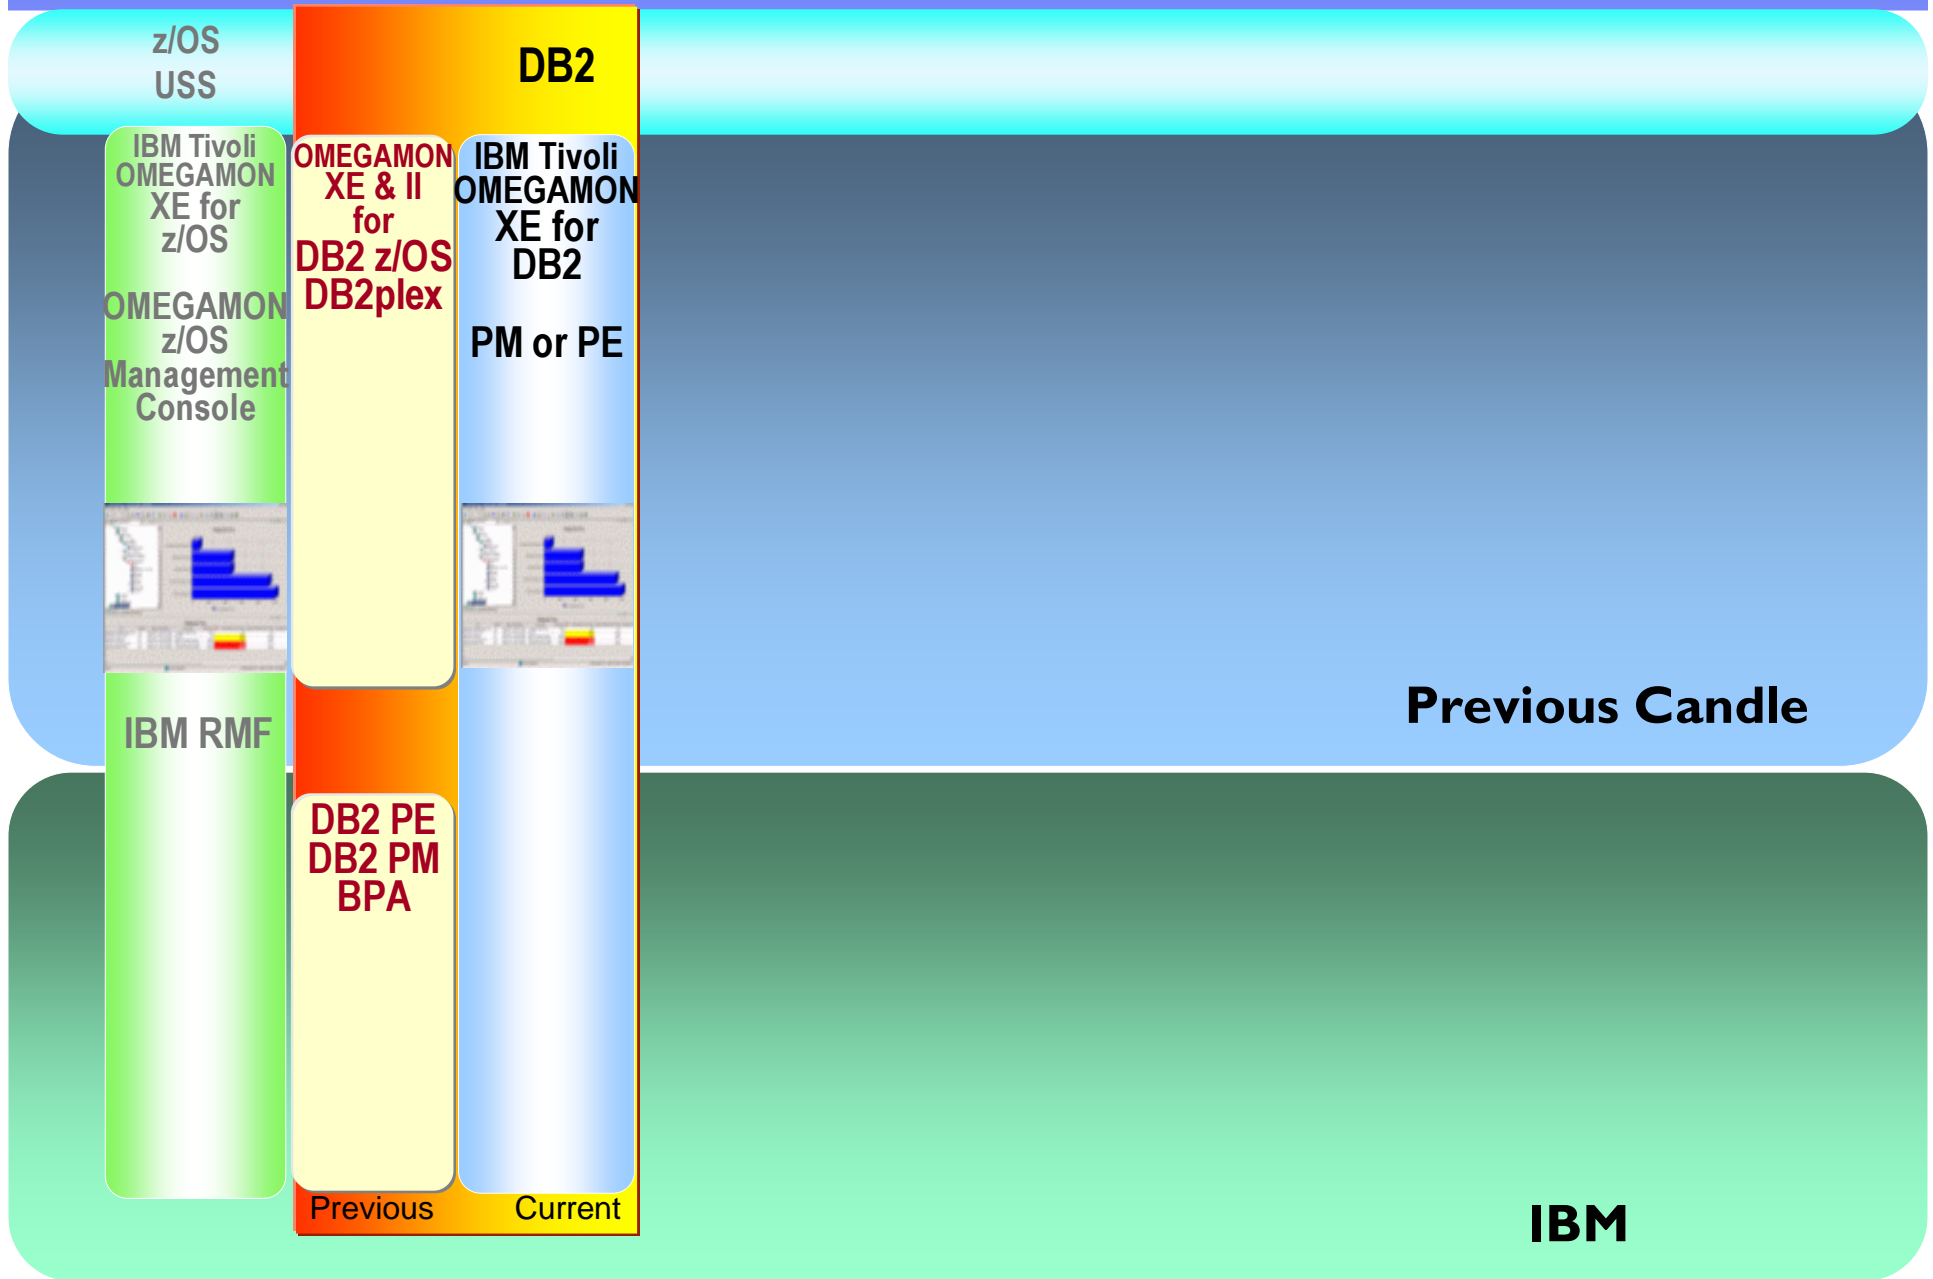 z/OS
USS
DB2
IBM Tivoli
OMEGAMON
XE for
z/OS
OMEGAMON
z/OS
Management
Console
IBM RMF
OMEGAMON
XE & II
for
DB2 z/OS
DB2plex
DB2 PE
DB2 PM
BPA
Previous
IBM Tivoli
OMEGAMON
XE for
DB2
PM or PE
Current
Previous Candle
IBM